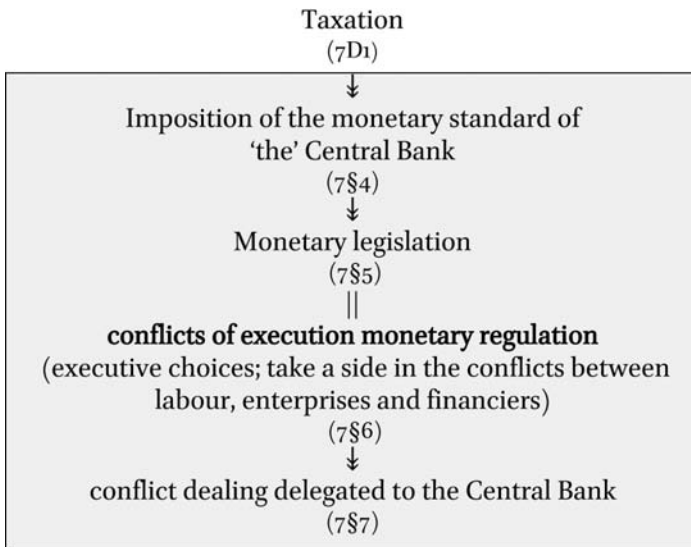 Taxation
(7D1)
↡
Imposition of the monetary standard of
‘the’ Central Bank
(7§4)
↡
Monetary legislation
(7§5)
||
conflicts of execution monetary regulation
(executive choices; take a side in the conflicts between
labour, enterprises and financiers)
(7§6)
↡
conflict dealing delegated to the Central Bank
(7§7)